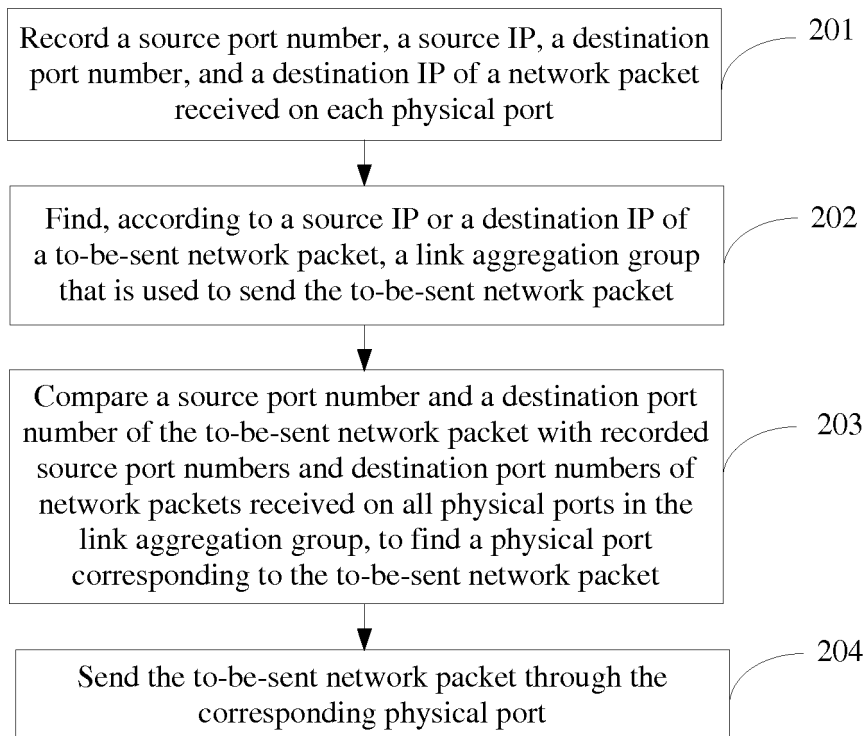 Record a source port number, a source IP, a destination
port number, and a destination IP of a network packet
received on each physical port
201
Find, according to a source IP or a destination IP of
a to-be-sent network packet, a link aggregation group
that is used to send the to-be-sent network packet
202
Compare a source port number and a destination port
number of the to-be-sent network packet with recorded
source port numbers and destination port numbers of
network packets received on all physical ports in the
link aggregation group, to find a physical port
corresponding to the to-be-sent network packet
203
Send the to-be-sent network packet through the
corresponding physical port
204